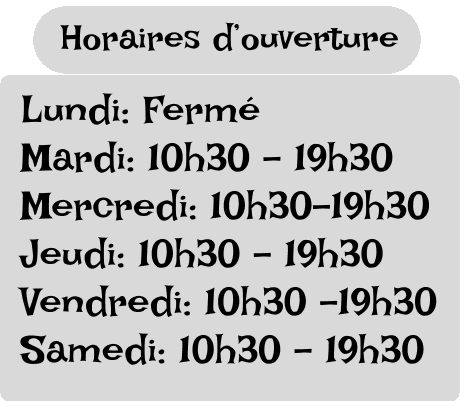 Horaires d'ouverture
Lundi: Fermé
Mardi: 10h30 – 19h30
Mercredi: 10h30–19h30
Jeudi: 10h30 – 19h30
Vendredi: 10h30 –19h30
Samedi: 10h30 – 19h30